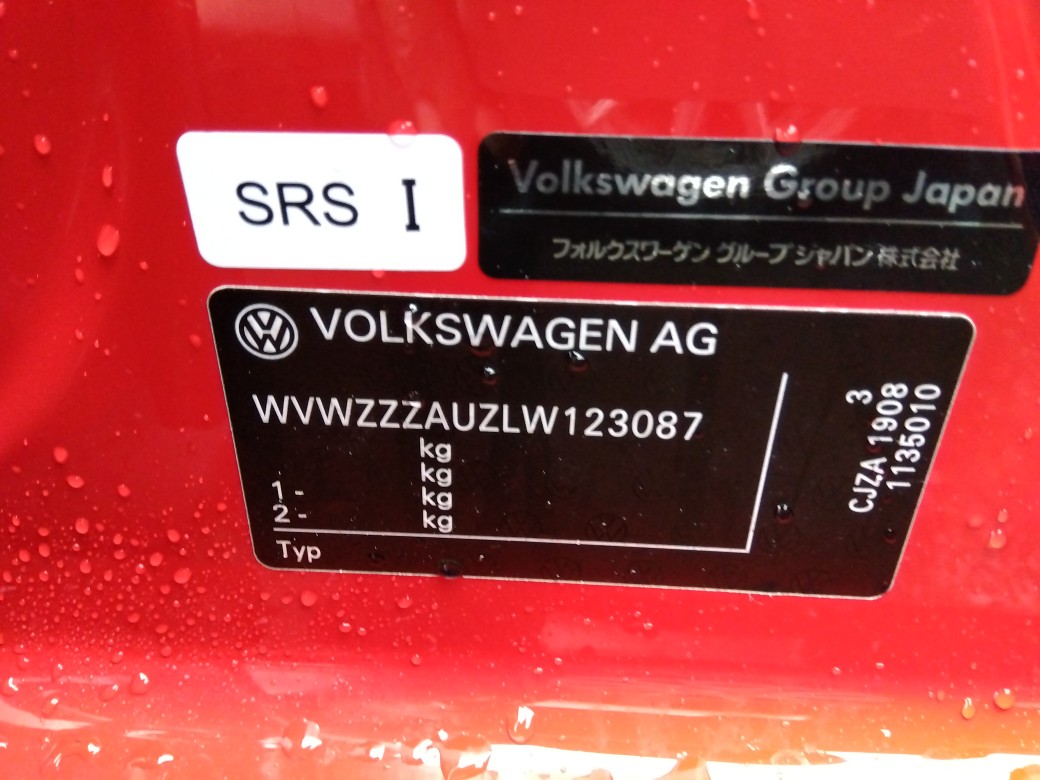 SRS I
Volkswagen Group Japan
フォルクスワーゲン グループ ジャパン 株式会社
VOLKSWAGEN AG
WVWZZZAUZLW123087
kg
kg
1 - kg
2 - kg
Typ
3
CJZA 1908
1135010